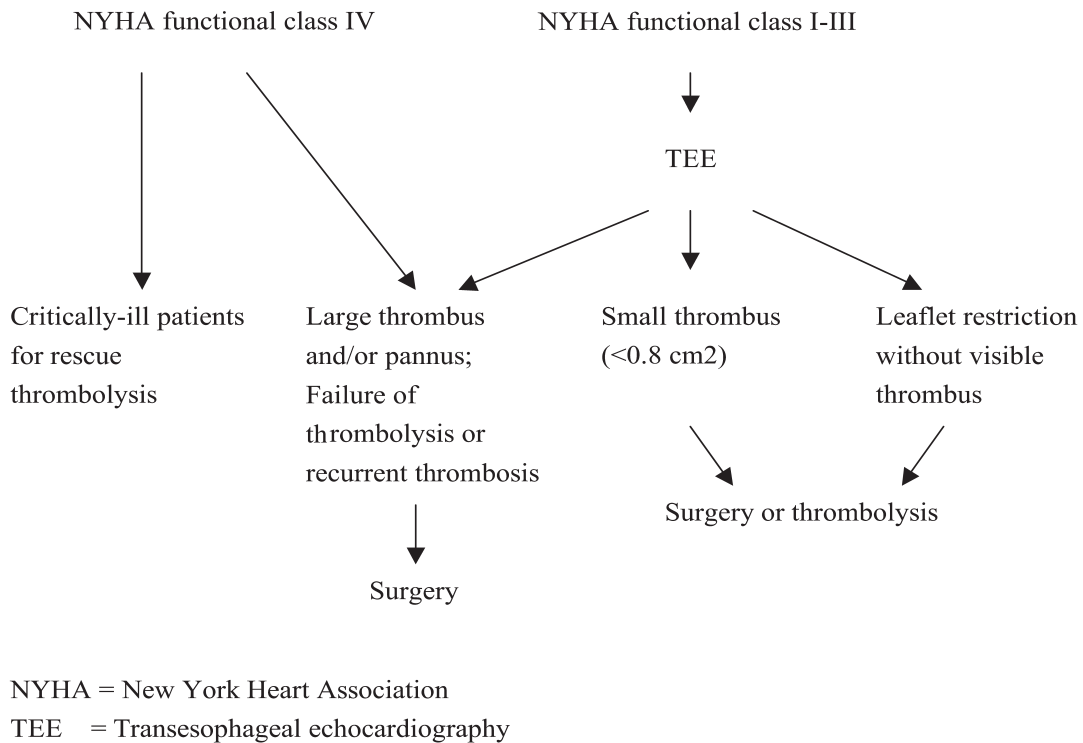 NYHA functional class IV
NYHA functional class I-III
TEE
Critically-ill patients
for rescue
thrombolysis
Large thrombus
and/or pannus;
Failure of
thrombolysis or
recurrent thrombosis
Small thrombus
(<0.8 cm2)
Leaflet restriction
without visible
thrombus
Surgery or thrombolysis
Surgery
NYHA = New York Heart Association
TEE = Transesophageal echocardiography